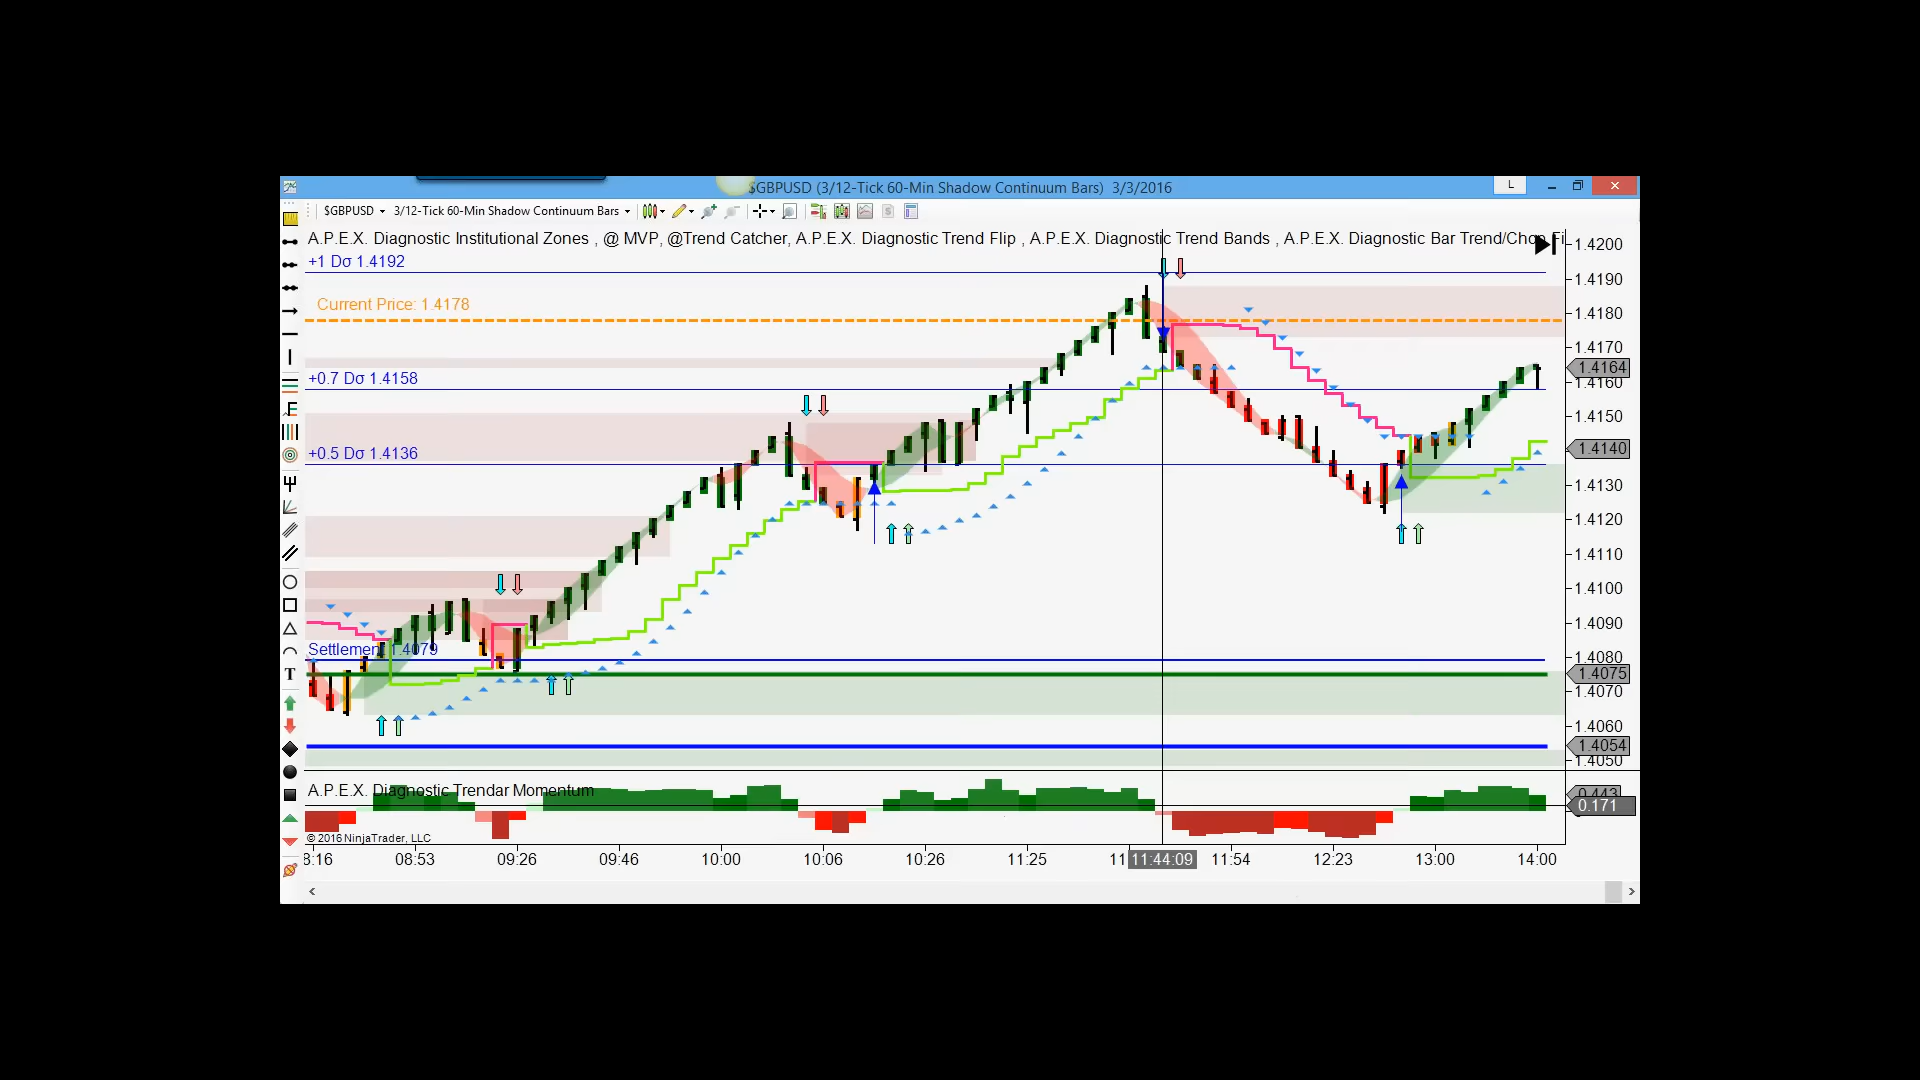 $GBPUSD (3/12-Tick 60-Min Shadow Continuum Bars) 3/3/2016
L
$GBPUSD 3/12-Tick 60-Min Shadow Continuum Bars
A.P.E.X. Diagnostic Institutional Zones , @ MVP, @Trend Catcher, A.P.E.X. Diagnostic Trend Flip , A.P.E.X. Diagnostic Trend Bands , A.P.E.X. Diagnostic Bar Trend/Chop Fi
+1 Dσ 1.4192
Current Price: 1.4178
+0.7 Dσ 1.4158
+0.5 Dσ 1.4136
Settlement 1.4079
1.4200
1.4190
1.4180
1.4170
1.4164
1.4160
1.4150
1.4140
1.4130
1.4120
1.4110
1.4100
1.4090
1.4080
1.4075
1.4070
1.4060
1.4054
1.4050
F
T
A.P.E.X. Diagnostic Trendar Momentum
0.443
0.171
© 2016 NinjaTrader, LLC
8:16 08:53 09:26 09:46 10:00 10:06 10:26 11:25 11 11:44:09 11:54 12:23 13:00 14:00